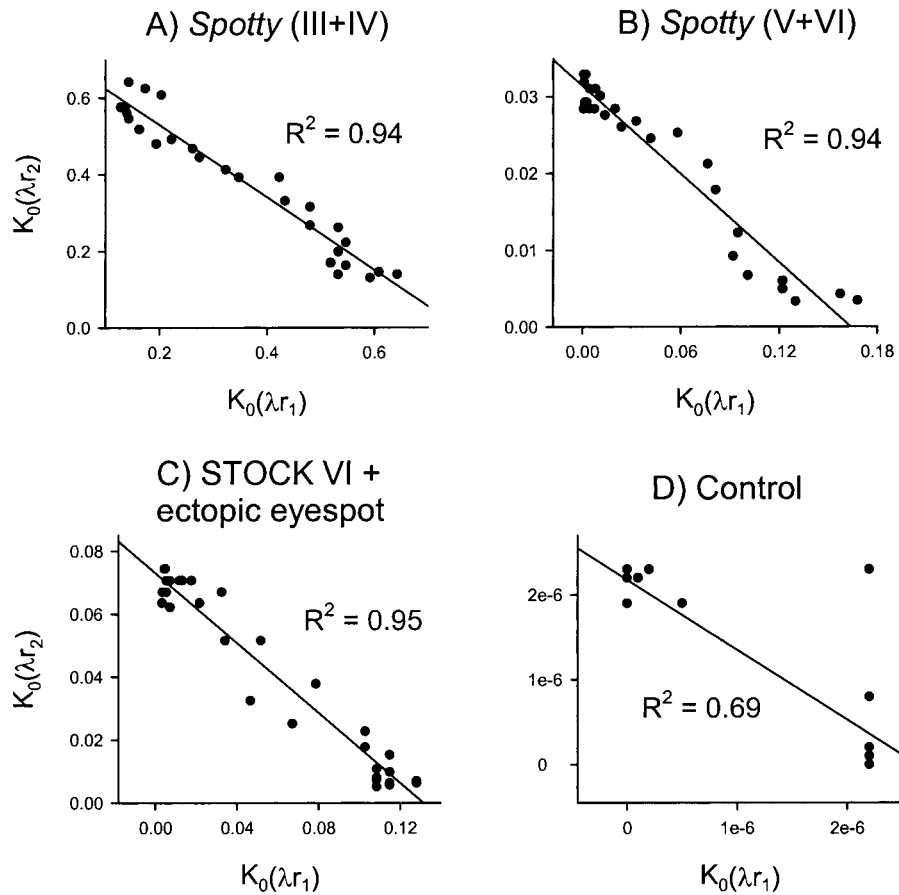 A) Spotty (III+IV)
K₀(λr₂)
0.6
0.4
0.2
0.0
R² = 0.94
0.2 0.4 0.6
K₀(λr₁)
B) Spotty (V+VI)
0.03
0.02
0.01
0.00
R² = 0.94
0.00 0.06 0.12 0.18
K₀(λr₁)
C) STOCK VI +
ectopic eyespot
K₀(λr₂)
0.08
0.06
0.04
0.02
0.00
R² = 0.95
0.00 0.04 0.08 0.12
K₀(λr₁)
D) Control
2e-6
1e-6
0
R² = 0.69
0 1e-6 2e-6
K₀(λr₁)